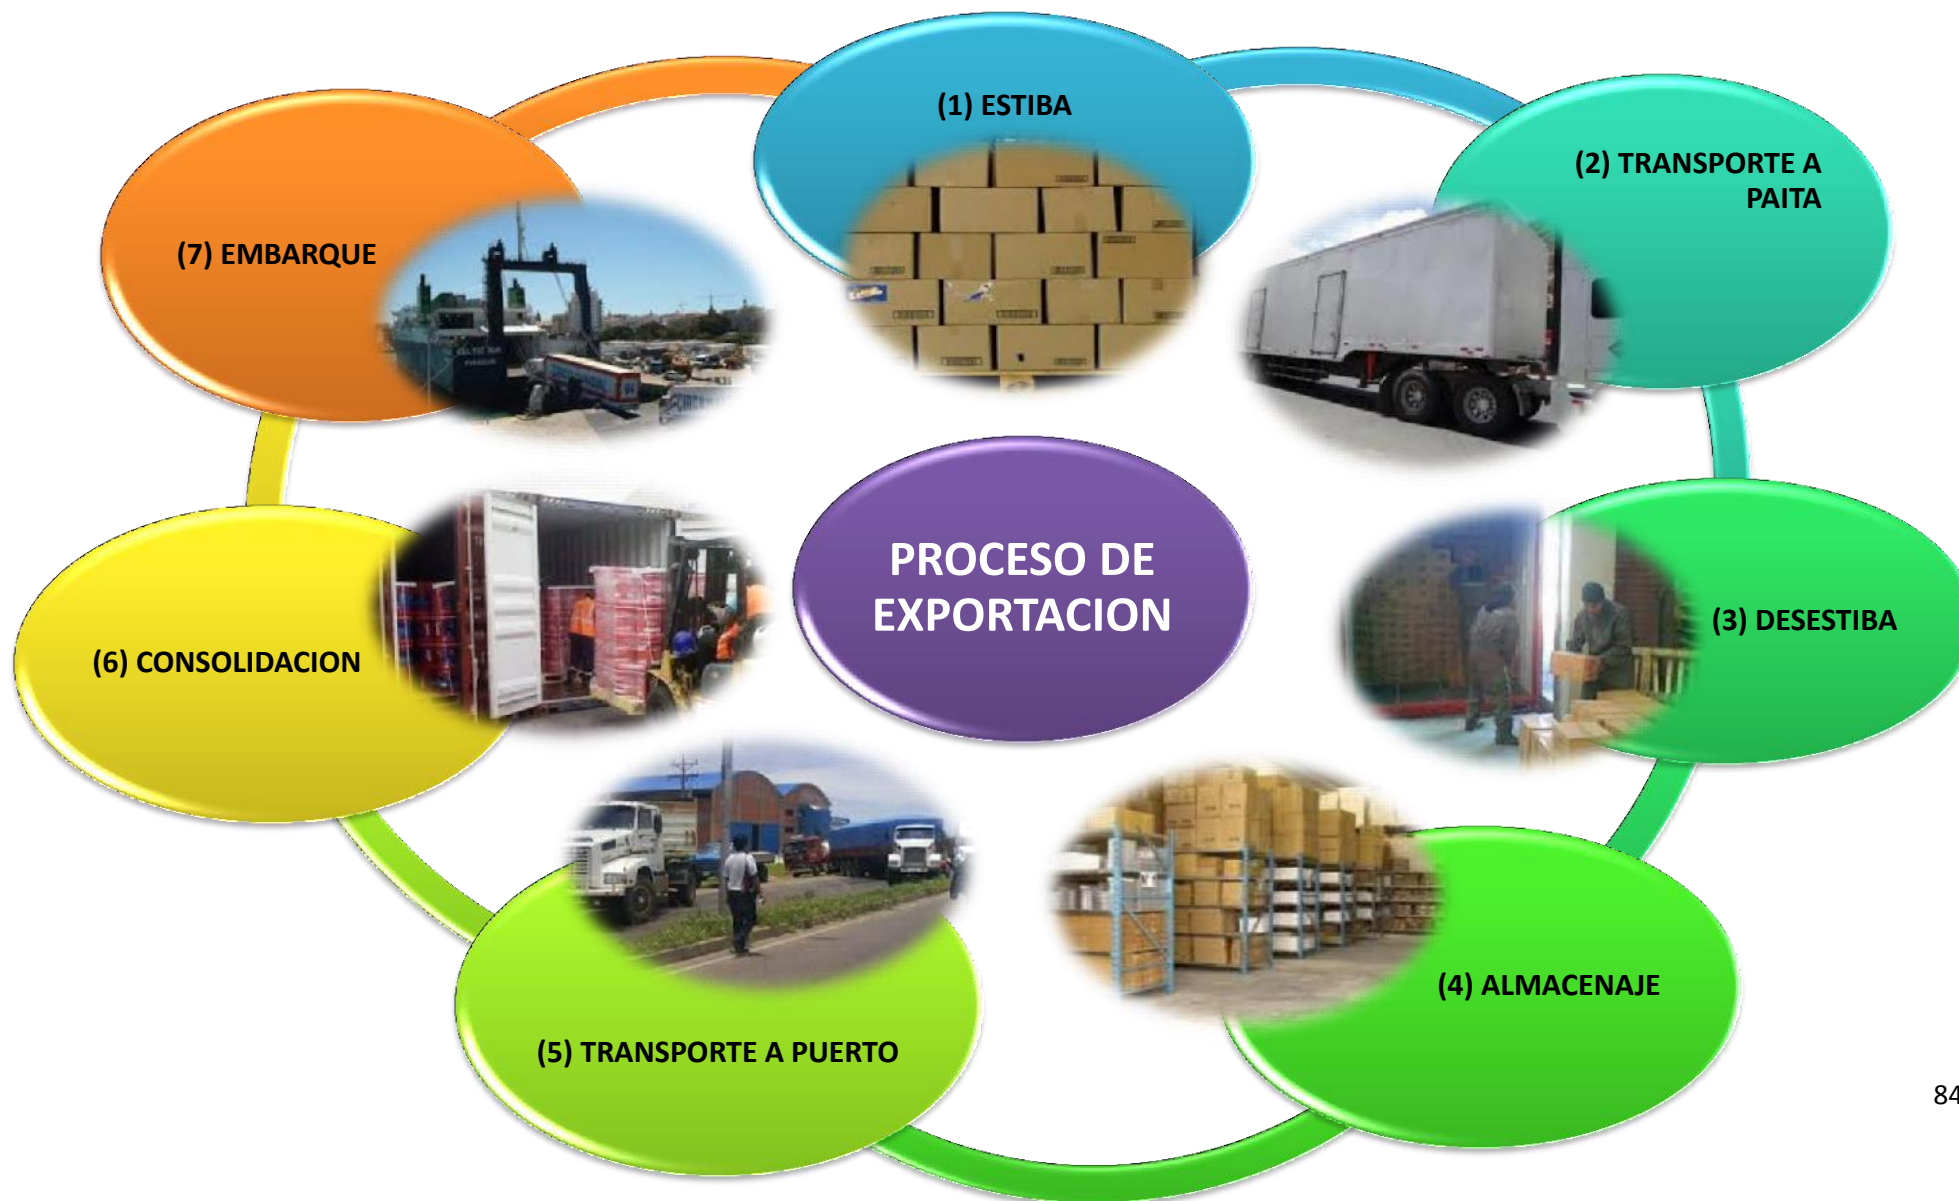 (1) ESTIBA
(2) TRANSPORTE A
PAITA
(7) EMBARQUE
PROCESO DE
EXPORTACION
(3) DESESTIBA
(6) CONSOLIDACION
(4) ALMACENAJE
(5) TRANSPORTE A PUERTO
84